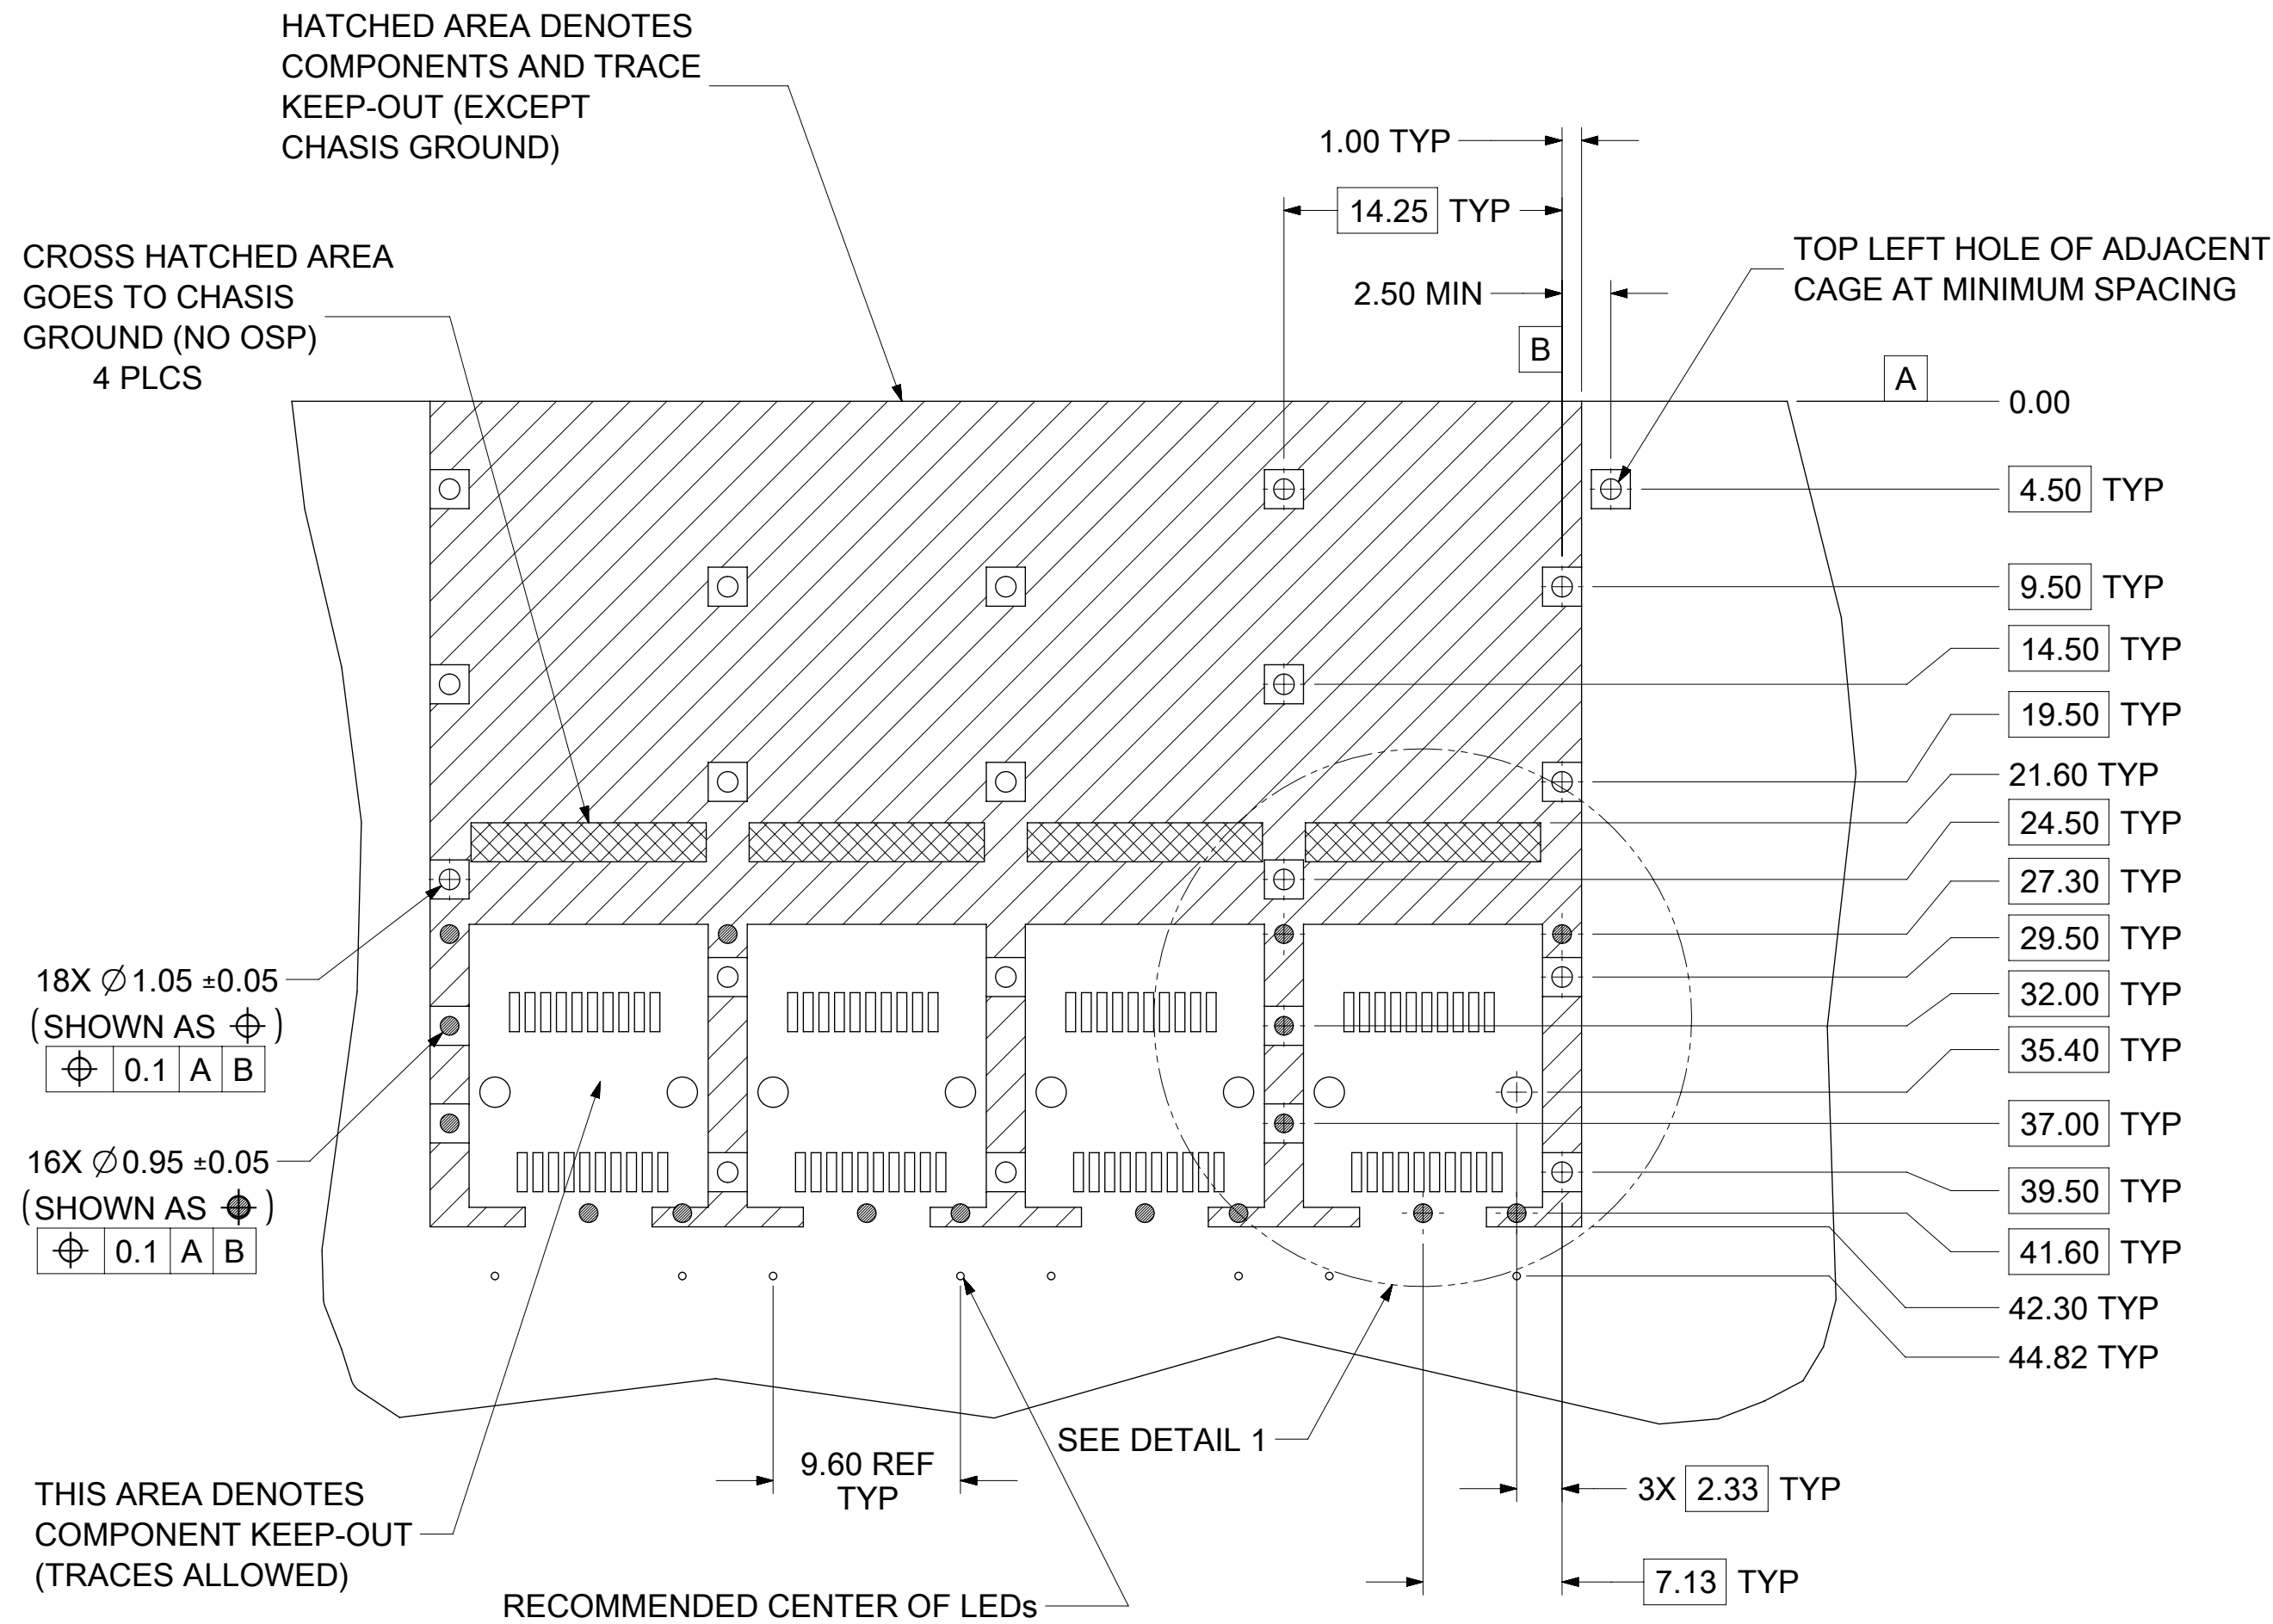 HATCHED AREA DENOTES
COMPONENTS AND TRACE
KEEP-OUT (EXCEPT
CHASIS GROUND)
1.00 TYP
14.25 TYP
2.50 MIN
TOP LEFT HOLE OF ADJACENT
CAGE AT MINIMUM SPACING
CROSS HATCHED AREA
GOES TO CHASIS
GROUND (NO OSP)
4 PLCS
B
A
0.00
4.50 TYP
9.50 TYP
14.50 TYP
19.50 TYP
21.60 TYP
24.50 TYP
27.30 TYP
29.50 TYP
32.00 TYP
35.40 TYP
37.00 TYP
39.50 TYP
41.60 TYP
42.30 TYP
44.82 TYP
18X ∅1.05 ±0.05
(SHOWN AS ⌖)
⌖ 0.1 A B
16X ∅0.95 ±0.05
(SHOWN AS ⌖)
⌖ 0.1 A B
SEE DETAIL 1
9.60 REF
TYP
3X 2.33 TYP
7.13 TYP
THIS AREA DENOTES
COMPONENT KEEP-OUT
(TRACES ALLOWED)
RECOMMENDED CENTER OF LEDs